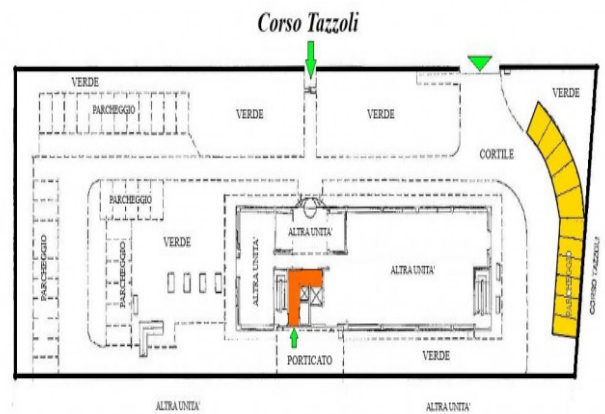 Corso Tazzoli
VERDE
VERDE
PARCHEGGIO
VERDE
VERDE
CORTILE
PARCHEGGIO
VERDE
ALTRA UNITA'
ALTRA UNITA'
ALTRA UNITA'
PARCHEGGIO
PARCHEGGIO
PARCHEGGIO
CORSO TAZZOLI
PORTICATO
VERDE
ALTRA UNITA'
ALTRA UNITA'